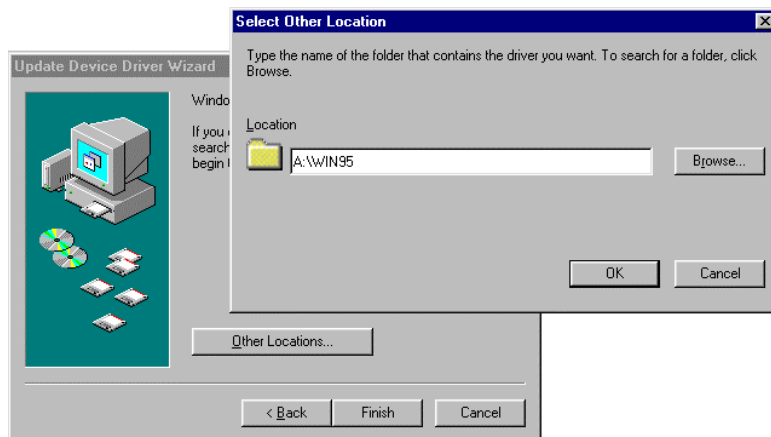 Select Other Location
Type the name of the folder that contains the driver you want. To search for a folder, click
Browse.
Location
A:\WIN95
Browse...
OK
Cancel
Update Device Driver Wizard
Windo
If you
search
begin
Other Locations...
< Back
Finish
Cancel